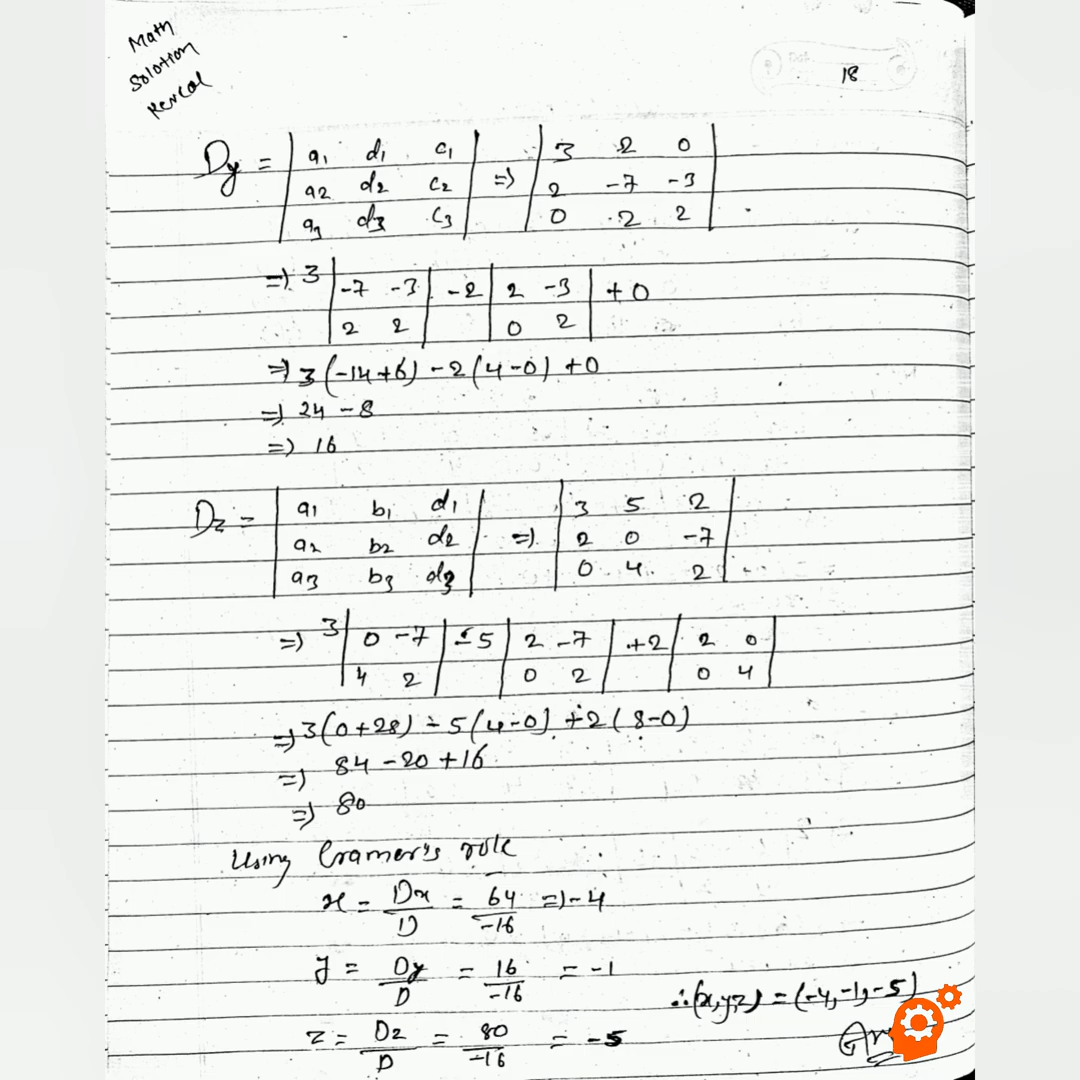 Math
Solotion
18
Dy = | a1 d1 c1 | => | 3 2 0 |
| a2 d2 c2 | | 2 -7 -3 |
| a3 d3 c3 | | 0 2 2 |
=> 3 | -7 -3 | -2 | 2 -3 | +0
| 2 2 | | 0 2 |
=> 3(-14+6) -2(4-0) +0
=> 24 -8
=> 16
Dz = | a1 b1 d1 | => | 3 5 2 |
| a2 b2 d2 | | 2 0 -7 |
| a3 b3 d3 | | 0 4 2 |
=> 3 | 0 -7 | -5 | 2 -7 | +2 | 2 0 |
| 4 2 | | 0 2 | | 0 4 |
=> 3(0+28) -5(4-0) +2(8-0)
=> 84 -20 +16
=> 80
Using Cramer's role
x = Dx/D = 64/-16 => -4
y = Dy/D = 16/-16 = -1
∴ (x,y,z) = (-4,-1,-5)
z = Dz/D = 80/-16 = -5